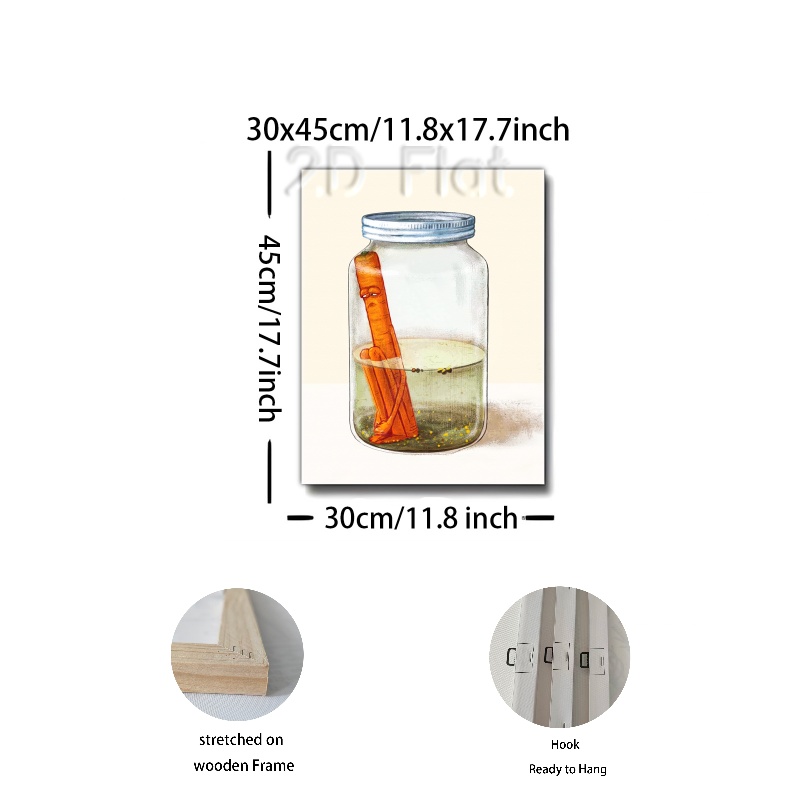 30x45cm/11.8x17.7inch
2D Flat
45cm/17.7inch
30cm/11.8 inch
stretched on
wooden Frame
Hook
Ready to Hang